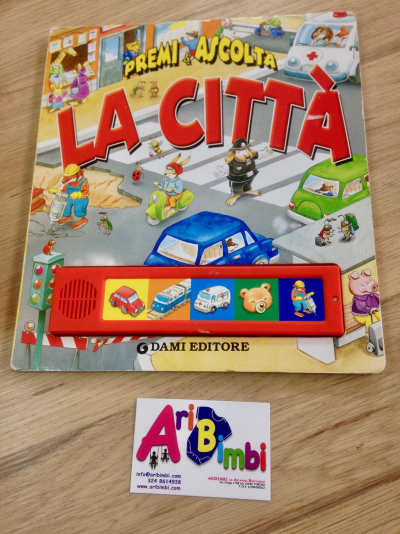 PREMI & ASCOLTA
LA CITTÀ
DAMI EDITORE
AriBimbi
info@aribimbi.com
324 8614938
www.aribimbi.com